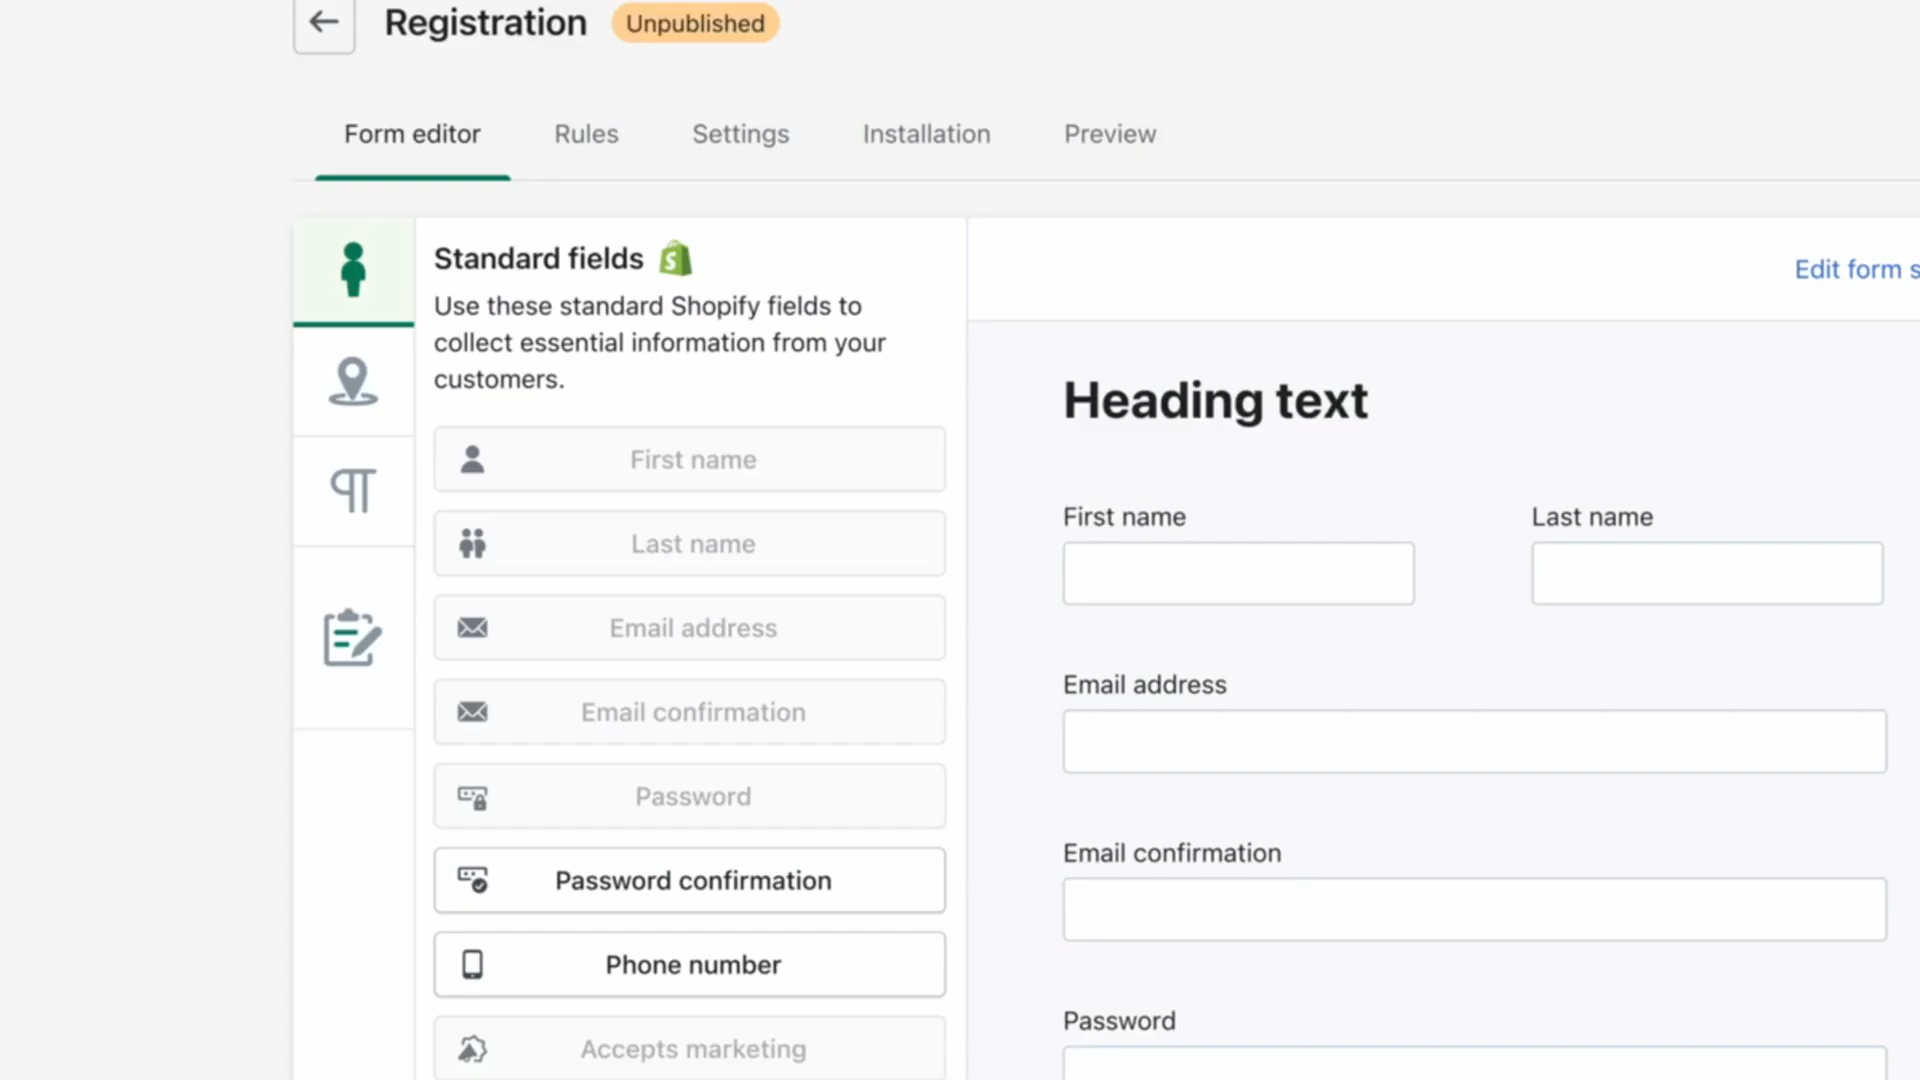 Registration
Unpublished
Form editor
Rules
Settings
Installation
Preview
Standard fields
Use these standard Shopify fields to
collect essential information from your
customers.
First name
Last name
Email address
Email confirmation
Password
Password confirmation
Phone number
Accepts marketing
Edit form s
Heading text
First name
Last name
Email address
Email confirmation
Password